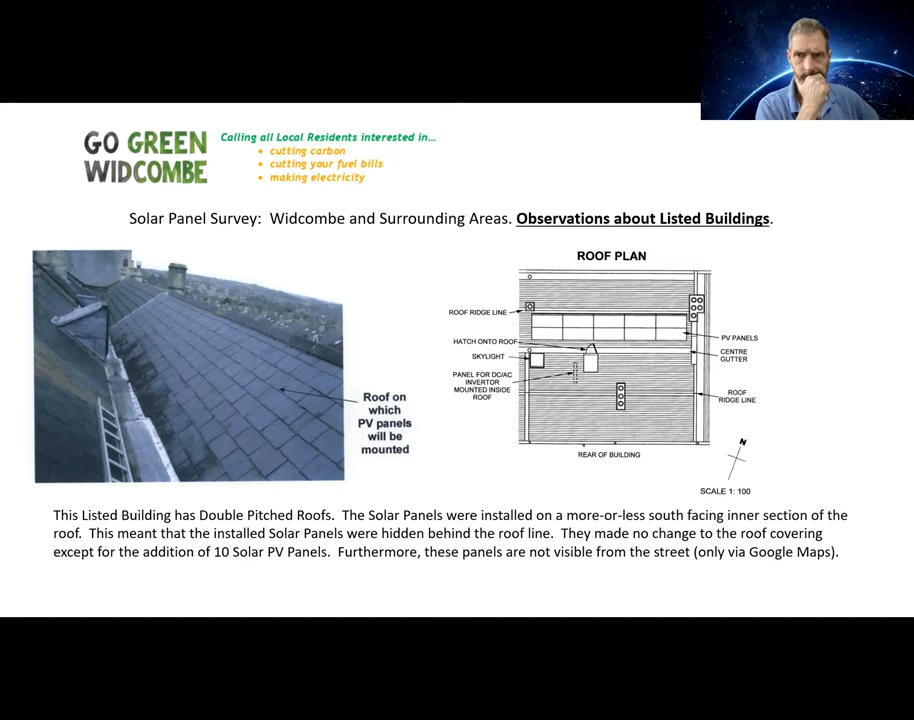 GO GREEN
WIDCOMBE
Calling all Local Residents interested in...
• cutting carbon
• cutting your fuel bills
• making electricity
Solar Panel Survey: Widcombe and Surrounding Areas. Observations about Listed Buildings.
Roof on
which
PV panels
will be
mounted
ROOF PLAN
ROOF RIDGE LINE
HATCH ONTO ROOF
SKYLIGHT
PANEL FOR DC/AC
INVERTOR
MOUNTED INSIDE
ROOF
PV PANELS
CENTRE
GUTTER
ROOF
RIDGE LINE
REAR OF BUILDING
N
SCALE 1: 100
This Listed Building has Double Pitched Roofs. The Solar Panels were installed on a more-or-less south facing inner section of the
roof. This meant that the installed Solar Panels were hidden behind the roof line. They made no change to the roof covering
except for the addition of 10 Solar PV Panels. Furthermore, these panels are not visible from the street (only via Google Maps).